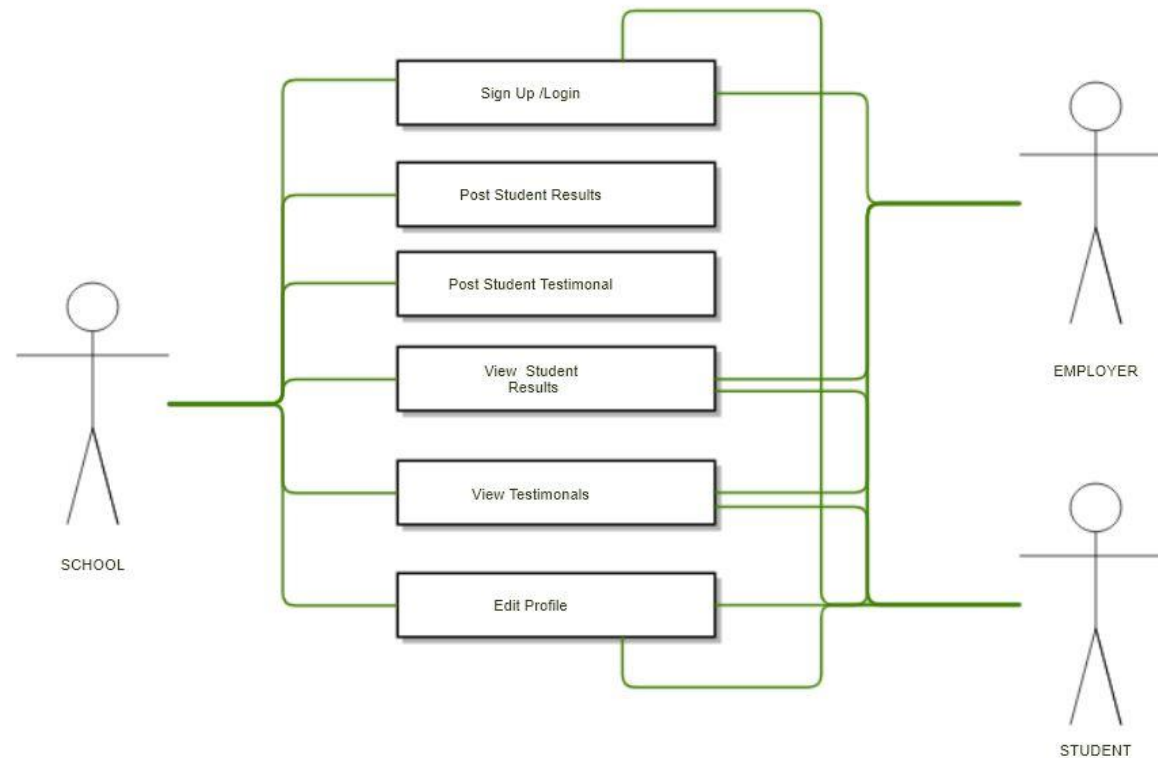 Sign Up /Login
Post Student Results
Post Student Testimonal
View Student
Results
EMPLOYER
View Testimonals
SCHOOL
Edit Profile
STUDENT